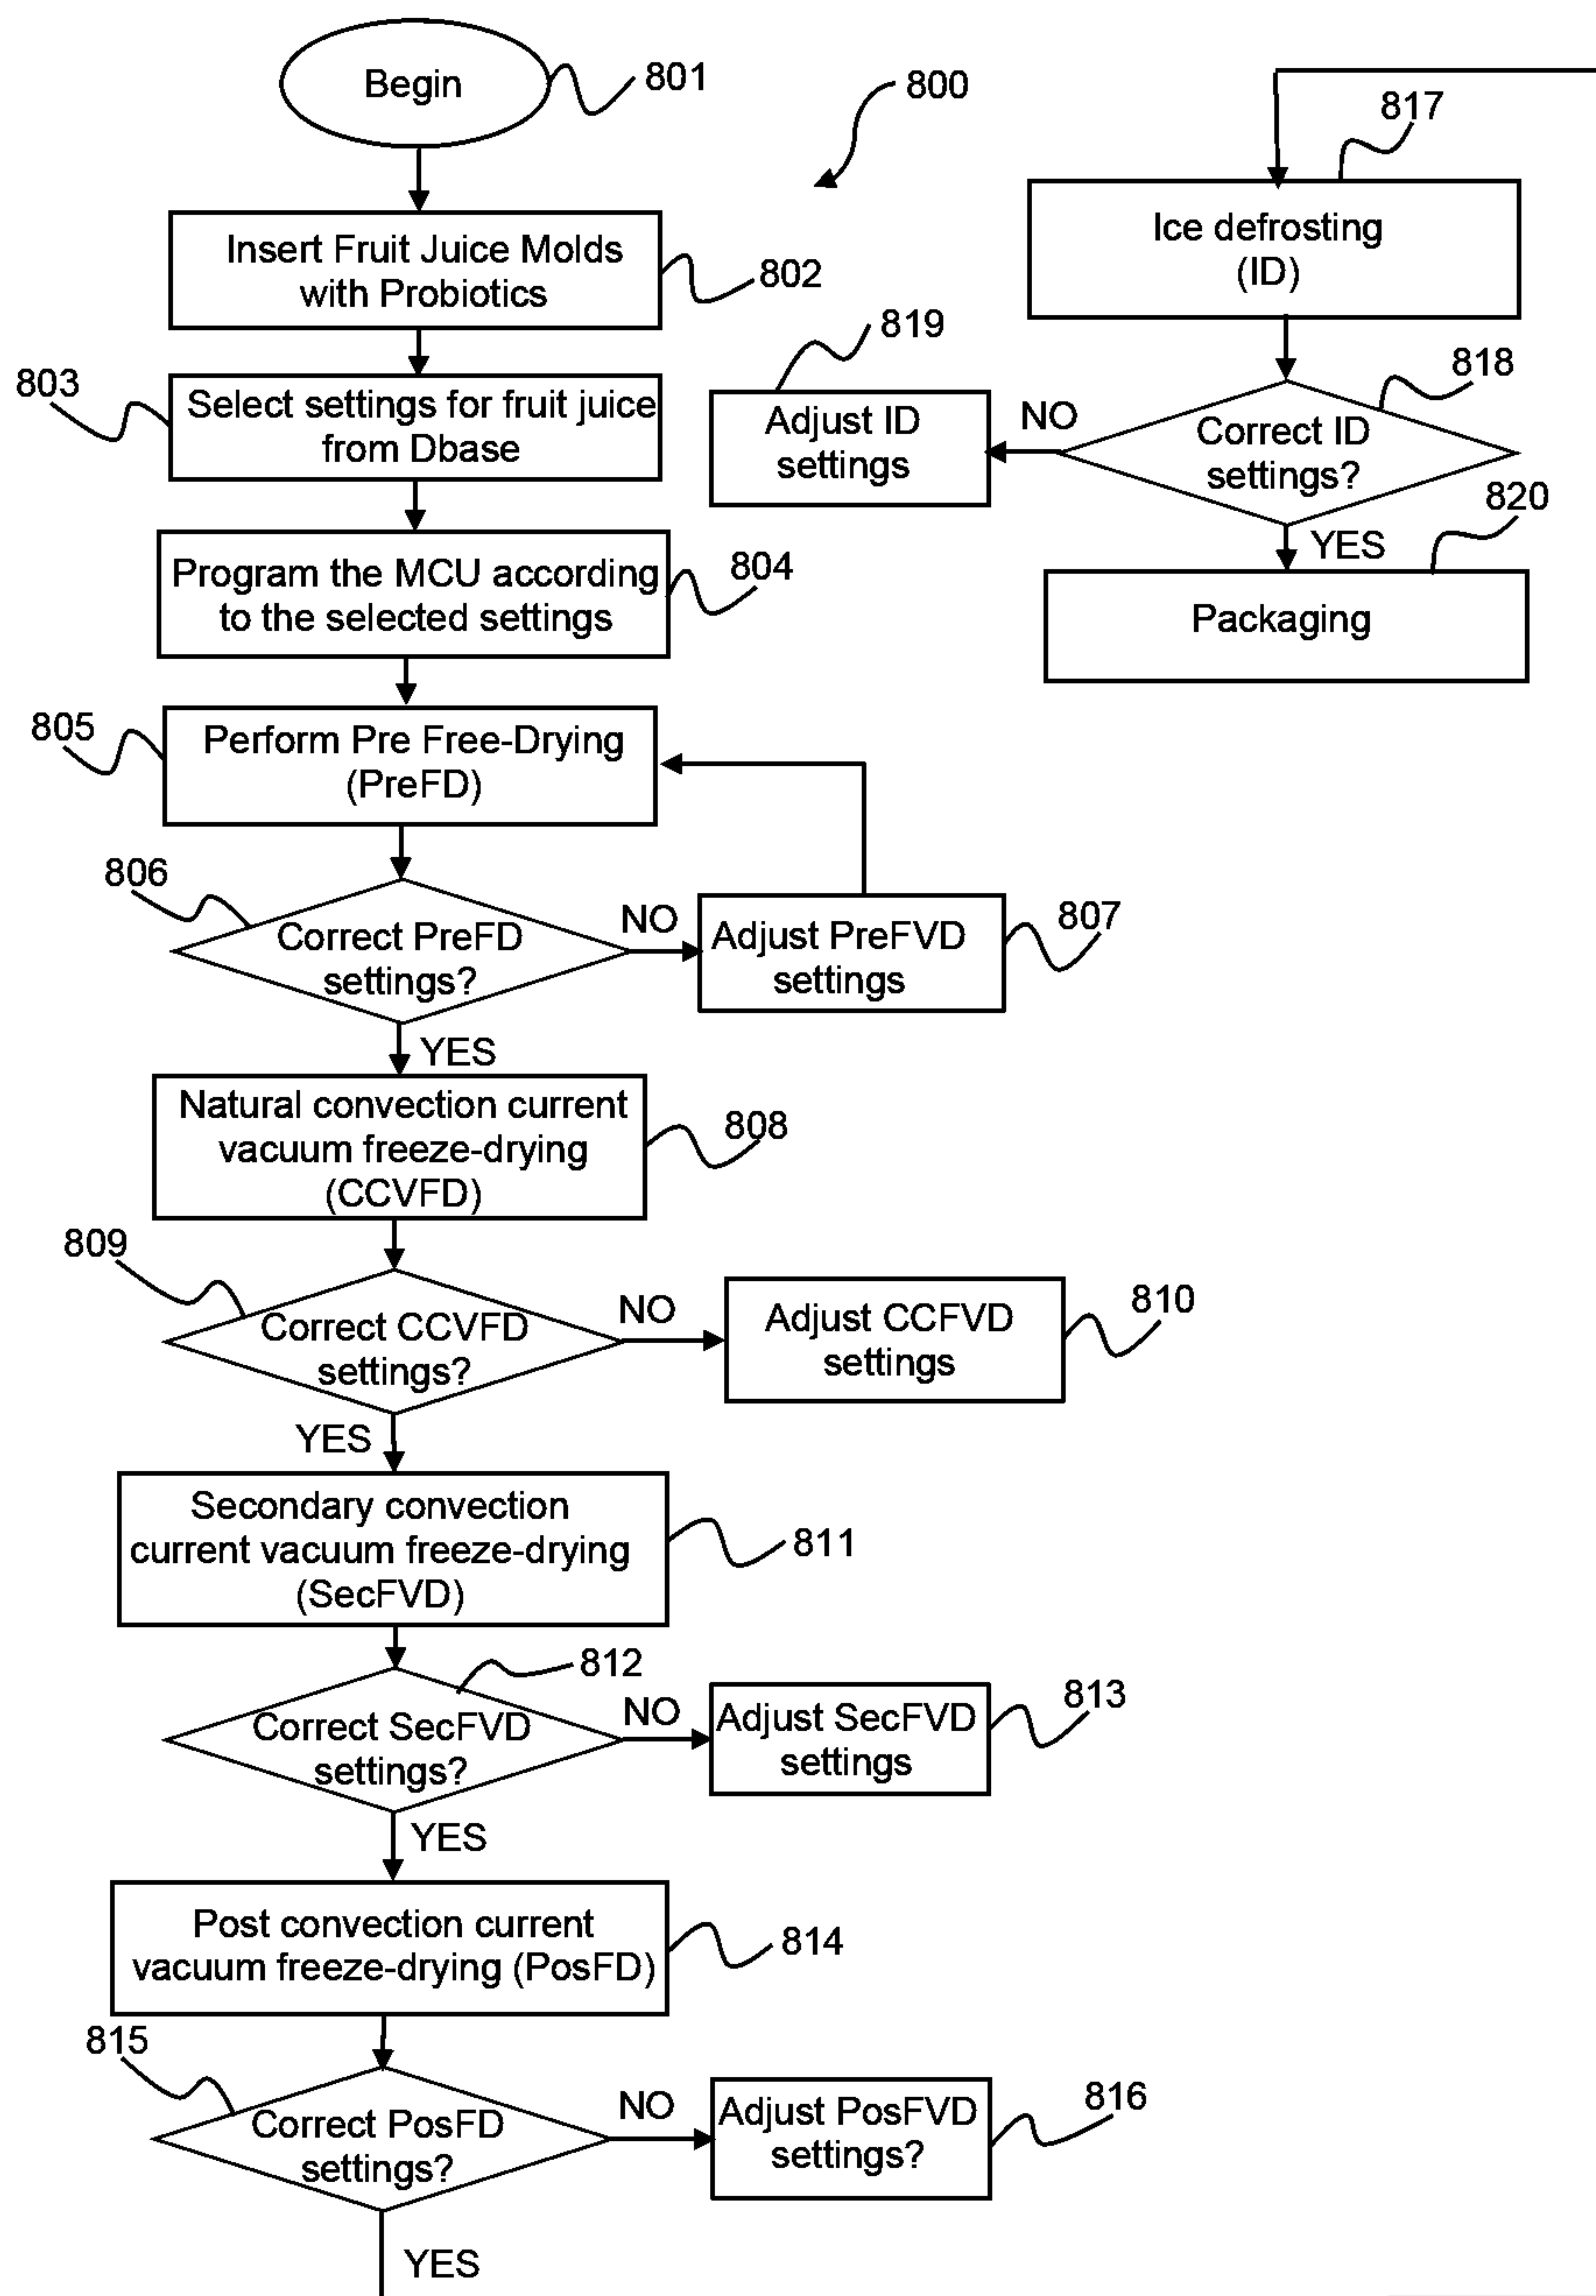 Begin
801
800
Insert Fruit Juice Molds
with Probiotics
802
803
Select settings for fruit juice
from Dbase
Program the MCU according
to the selected settings
804
805
Perform Pre Free-Drying
(PreFD)
806
Correct PreFD
settings?
NO
Adjust PreFVD
settings
807
YES
Natural convection current
vacuum freeze-drying
(CCVFD)
808
809
Correct CCVFD
settings?
NO
Adjust CCFVD
settings
810
YES
Secondary convection
current vacuum freeze-drying
(SecFVD)
811
812
Correct SecFVD
settings?
NO
Adjust SecFVD
settings
813
YES
Post convection current
vacuum freeze-drying (PosFD)
814
815
Correct PosFD
settings?
NO
Adjust PosFVD
settings?
816
YES
817
Ice defrosting
(ID)
818
Correct ID
settings?
NO
819
Adjust ID
settings
YES
820
Packaging